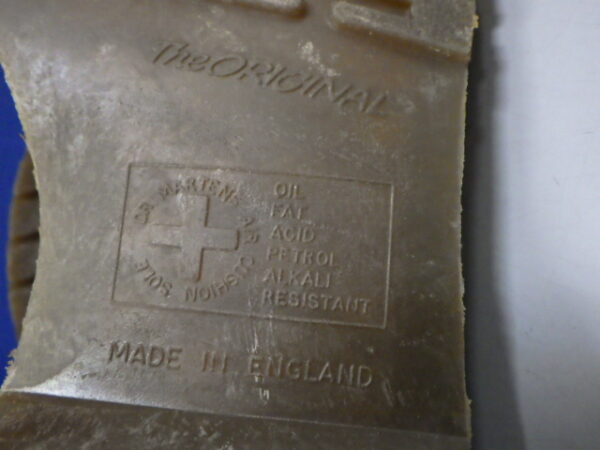 The ORIGINAL
DR MARTENS AIR CUSHION SOLE
OIL
FAT
ACID
PETROL
ALKALI
RESISTANT
MADE IN ENGLAND